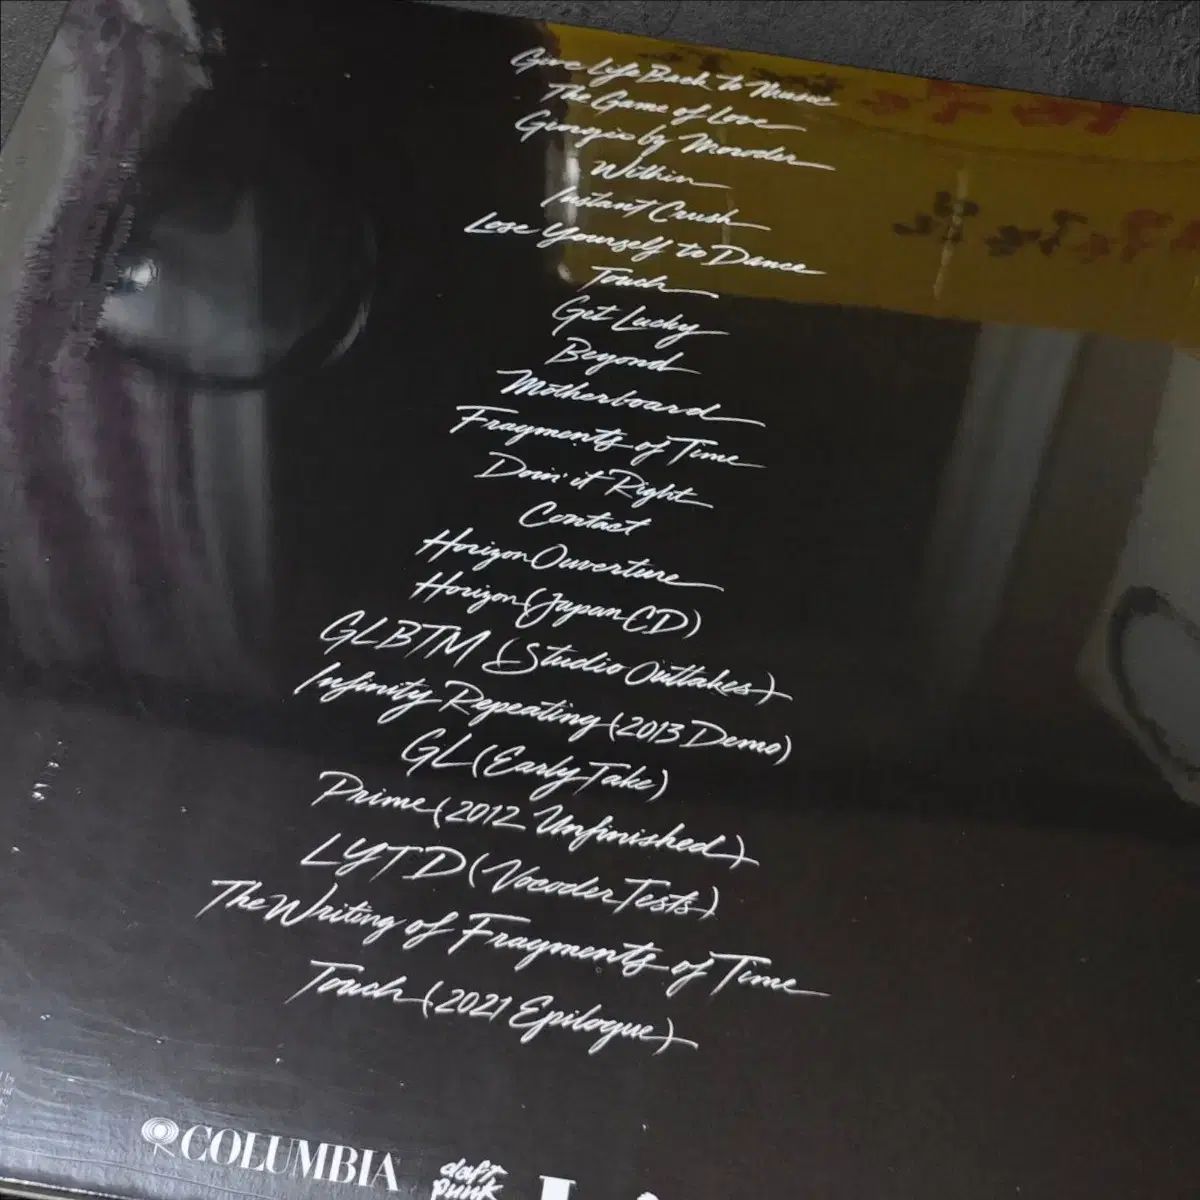 Give Life Back to Music
The Game of Love
Giorgio by Moroder
Within
Instant Crush
Lose Yourself to Dance
Touch
Get Lucky
Beyond
Motherboard
Fragments of Time
Doin' it Right
Contact
Horizon Ouverture
Horizon (Japan CD)
GLBTM (Studio Outtakes)
Infinity Repeating (2013 Demo)
GL (Early Take)
Prime (2012 Unfinished)
LYTD (Vocoder Tests)
The Writing of Fragments of Time
Touch (2021 Epilogue)
COLUMBIA
daft
punk